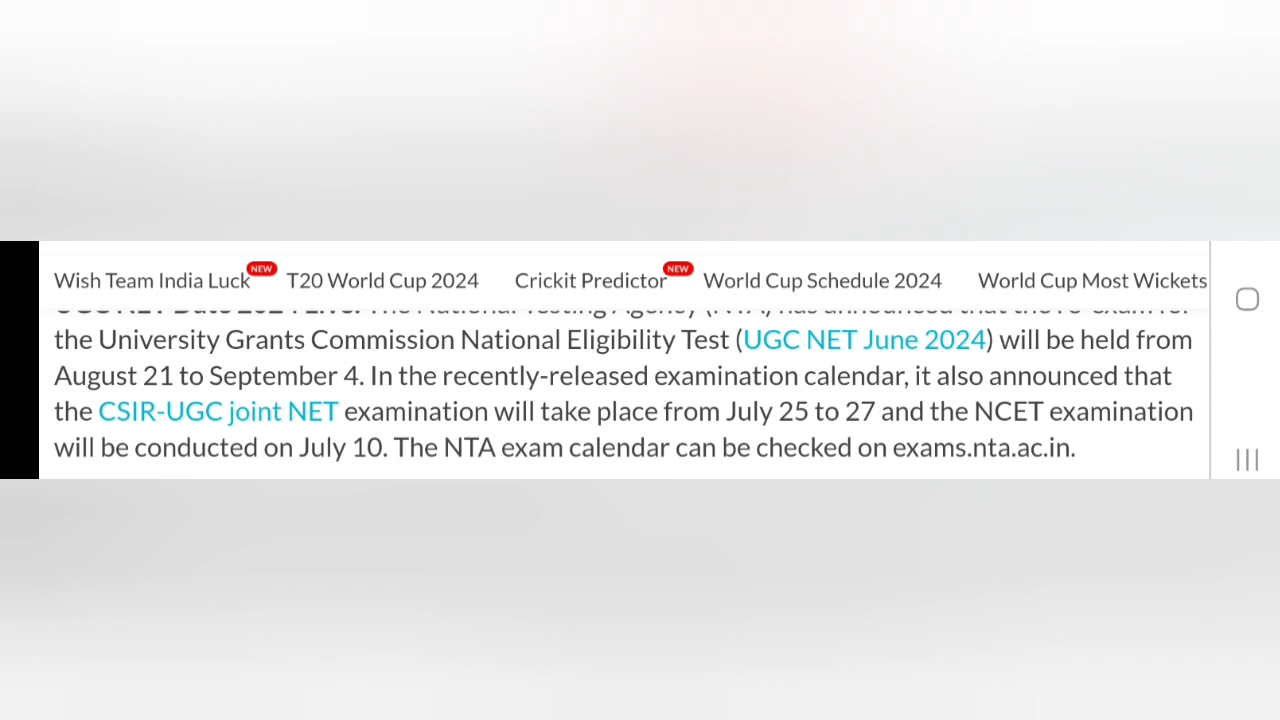 Wish Team India Luck NEW T20 World Cup 2024 Crickit Predictor NEW World Cup Schedule 2024 World Cup Most Wickets
the University Grants Commission National Eligibility Test (UGC NET June 2024) will be held from
August 21 to September 4. In the recently-released examination calendar, it also announced that
the CSIR-UGC joint NET examination will take place from July 25 to 27 and the NCET examination
will be conducted on July 10. The NTA exam calendar can be checked on exams.nta.ac.in.